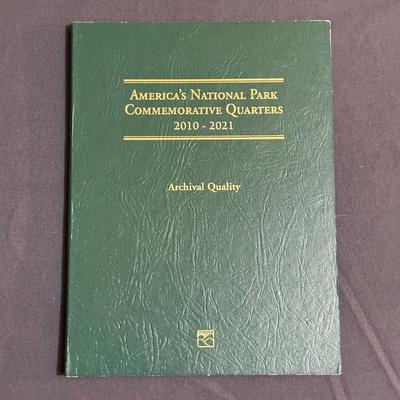 AMERICA'S NATIONAL PARK
COMMEMORATIVE QUARTERS
2010 - 2021
Archival Quality